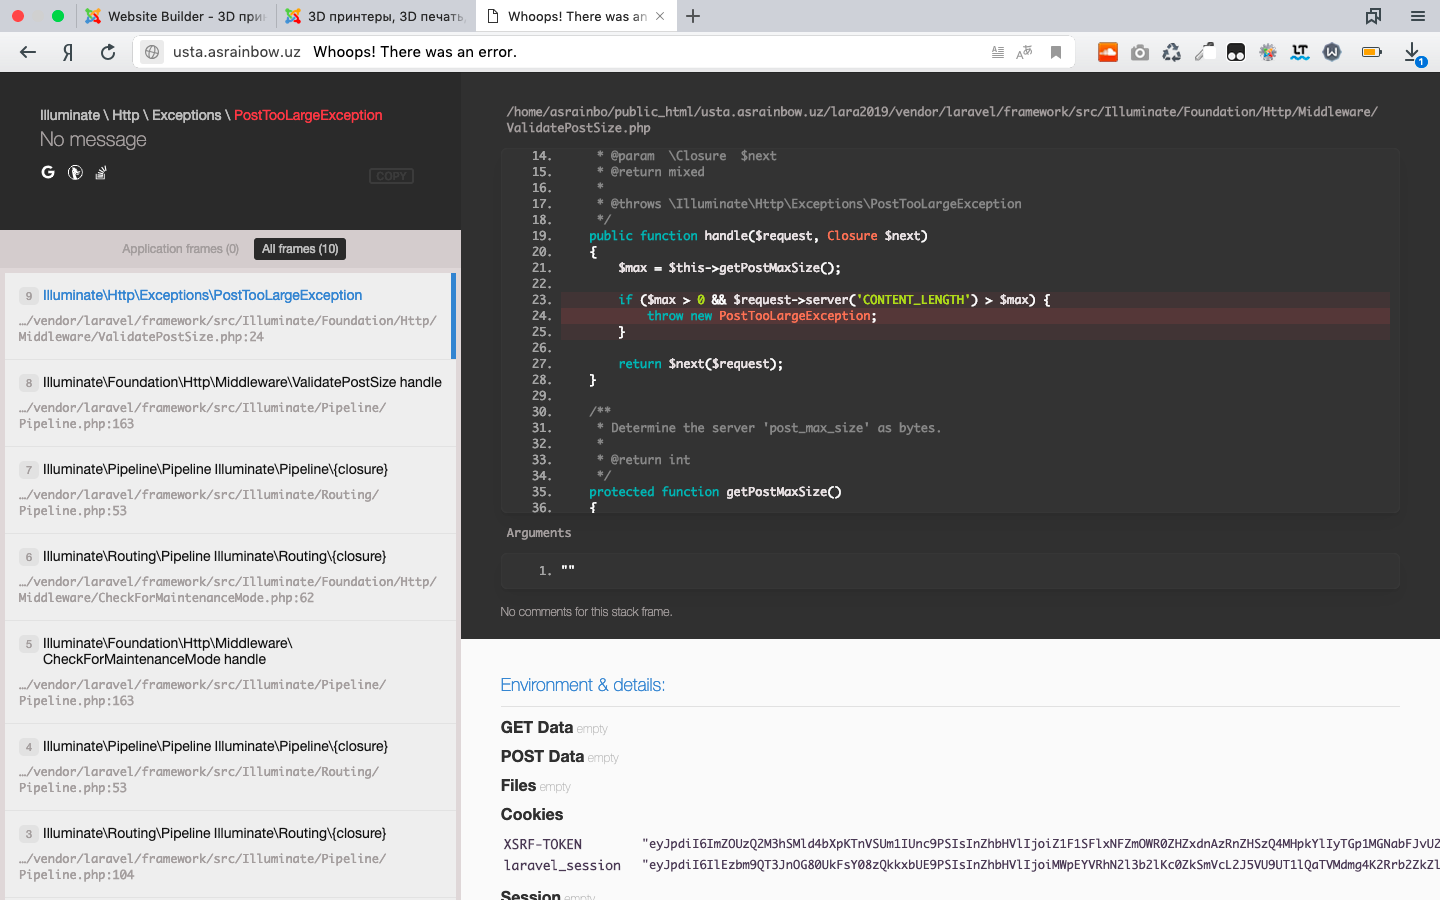 Website Builder - 3D при
3D принтеры, 3D печать,
Whoops! There was an
usta.asrainbow.uz Whoops! There was an error.
1
Illuminate \ Http \ Exceptions \ PostTooLargeException
No message
COPY
Application frames (0) All frames (10)
9 Illuminate\Http\Exceptions\PostTooLargeException
…/vendor/laravel/framework/src/Illuminate/Foundation/Http/
Middleware/ValidatePostSize.php:24
8 Illuminate\Foundation\Http\Middleware\ValidatePostSize handle
…/vendor/laravel/framework/src/Illuminate/Pipeline/
Pipeline.php:163
7 Illuminate\Pipeline\Pipeline Illuminate\Pipeline\{closure}
…/vendor/laravel/framework/src/Illuminate/Routing/
Pipeline.php:53
6 Illuminate\Routing\Pipeline Illuminate\Routing\{closure}
…/vendor/laravel/framework/src/Illuminate/Foundation/Http/
Middleware/CheckForMaintenanceMode.php:62
5 Illuminate\Foundation\Http\Middleware\
CheckForMaintenanceMode handle
…/vendor/laravel/framework/src/Illuminate/Pipeline/
Pipeline.php:163
4 Illuminate\Pipeline\Pipeline Illuminate\Pipeline\{closure}
…/vendor/laravel/framework/src/Illuminate/Routing/
Pipeline.php:53
3 Illuminate\Routing\Pipeline Illuminate\Routing\{closure}
…/vendor/laravel/framework/src/Illuminate/Pipeline/
Pipeline.php:104
/home/asrainbo/public_html/usta.asrainbow.uz/lara2019/vendor/laravel/framework/src/Illuminate/Foundation/Http/Middleware/
ValidatePostSize.php
14. * @param \Closure $next
15. * @return mixed
16. *
17. * @throws \Illuminate\Http\Exceptions\PostTooLargeException
18. */
19. public function handle($request, Closure $next)
20. {
21. $max = $this->getPostMaxSize();
22.
23. if ($max > 0 && $request->server('CONTENT_LENGTH') > $max) {
24. throw new PostTooLargeException;
25. }
26.
27. return $next($request);
28. }
29.
30. /**
31. * Determine the server 'post_max_size' as bytes.
32. *
33. * @return int
34. */
35. protected function getPostMaxSize()
36. {
Arguments
1. ""
No comments for this stack frame.
Environment & details:
GET Data empty
POST Data empty
Files empty
Cookies
XSRF-TOKEN
laravel_session
Session empty